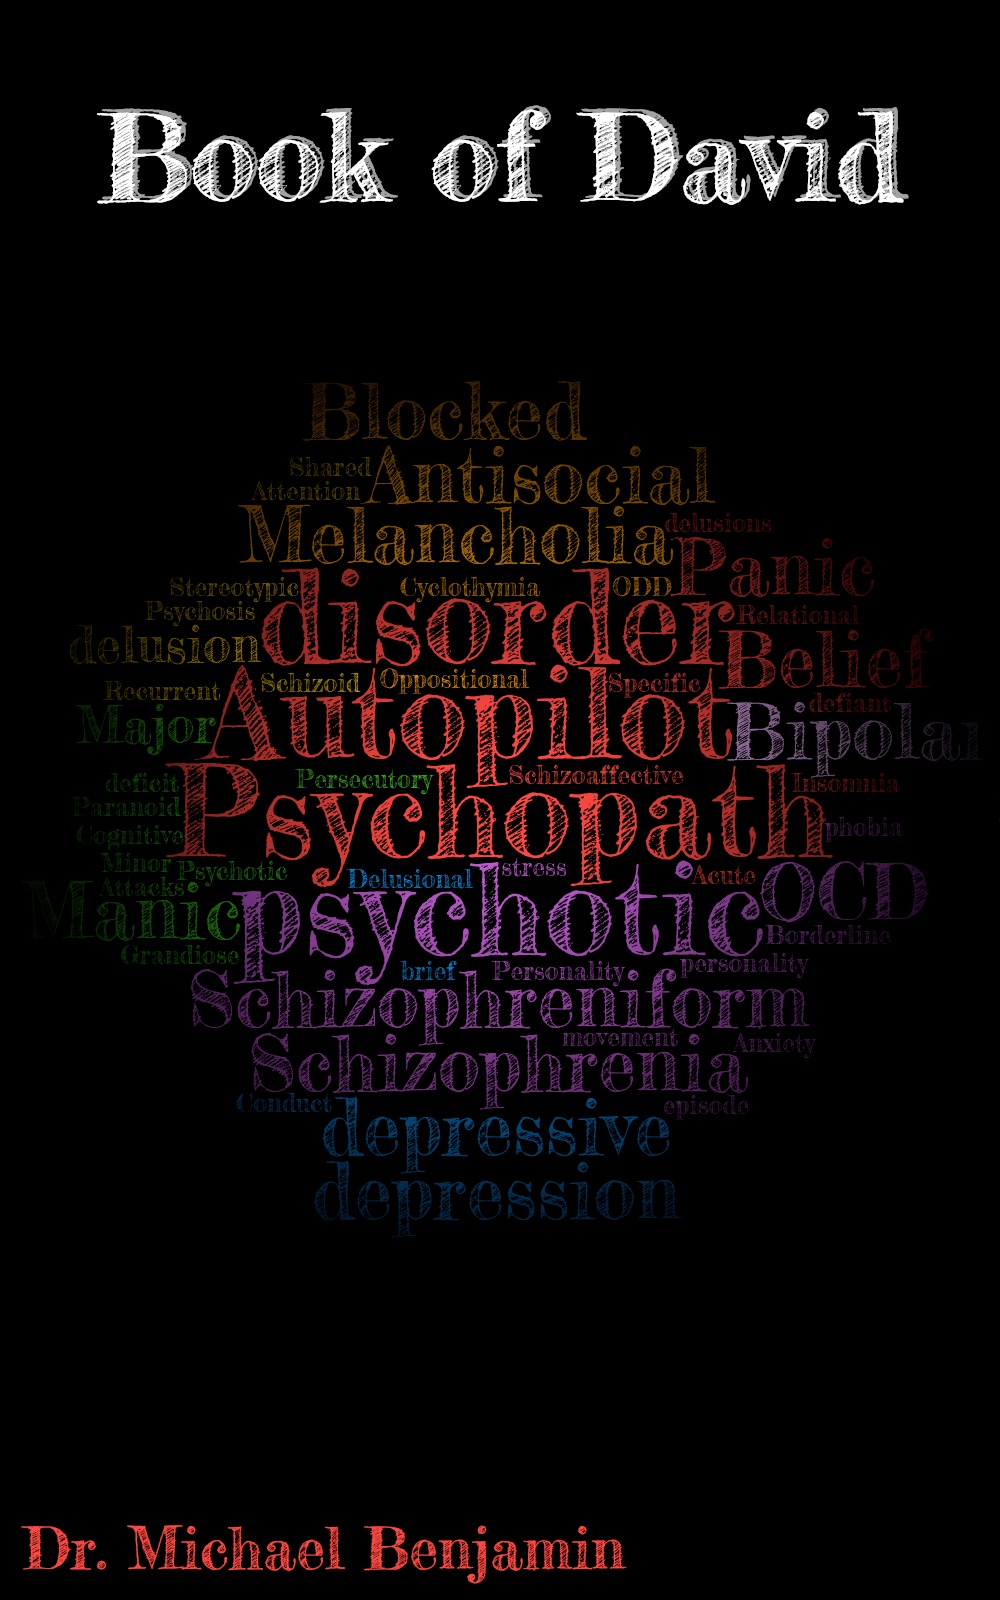 Book of David
Blocked
Shared Antisocial
Attention
Melancholia delusions
Panic
Stereotypic disorder Cyclothymia ODD
Psychosis Relational
delusion Belief
Recurrent Schizoid Oppositional Specific
Major Autopilot defiant
Bipolar
deficit Persecutory Schizoaffective Insomnia
Paranoid Psychopath
Cognitive phobia
Minor Psychotic stress
Attacks Delusional Acute
Manic psychotic OCD
Grandiose Borderline
brief Personality personality
Schizophreniform
movement Anxiety
Schizophrenia
Conduct episode
depressive
depression
Dr. Michael Benjamin